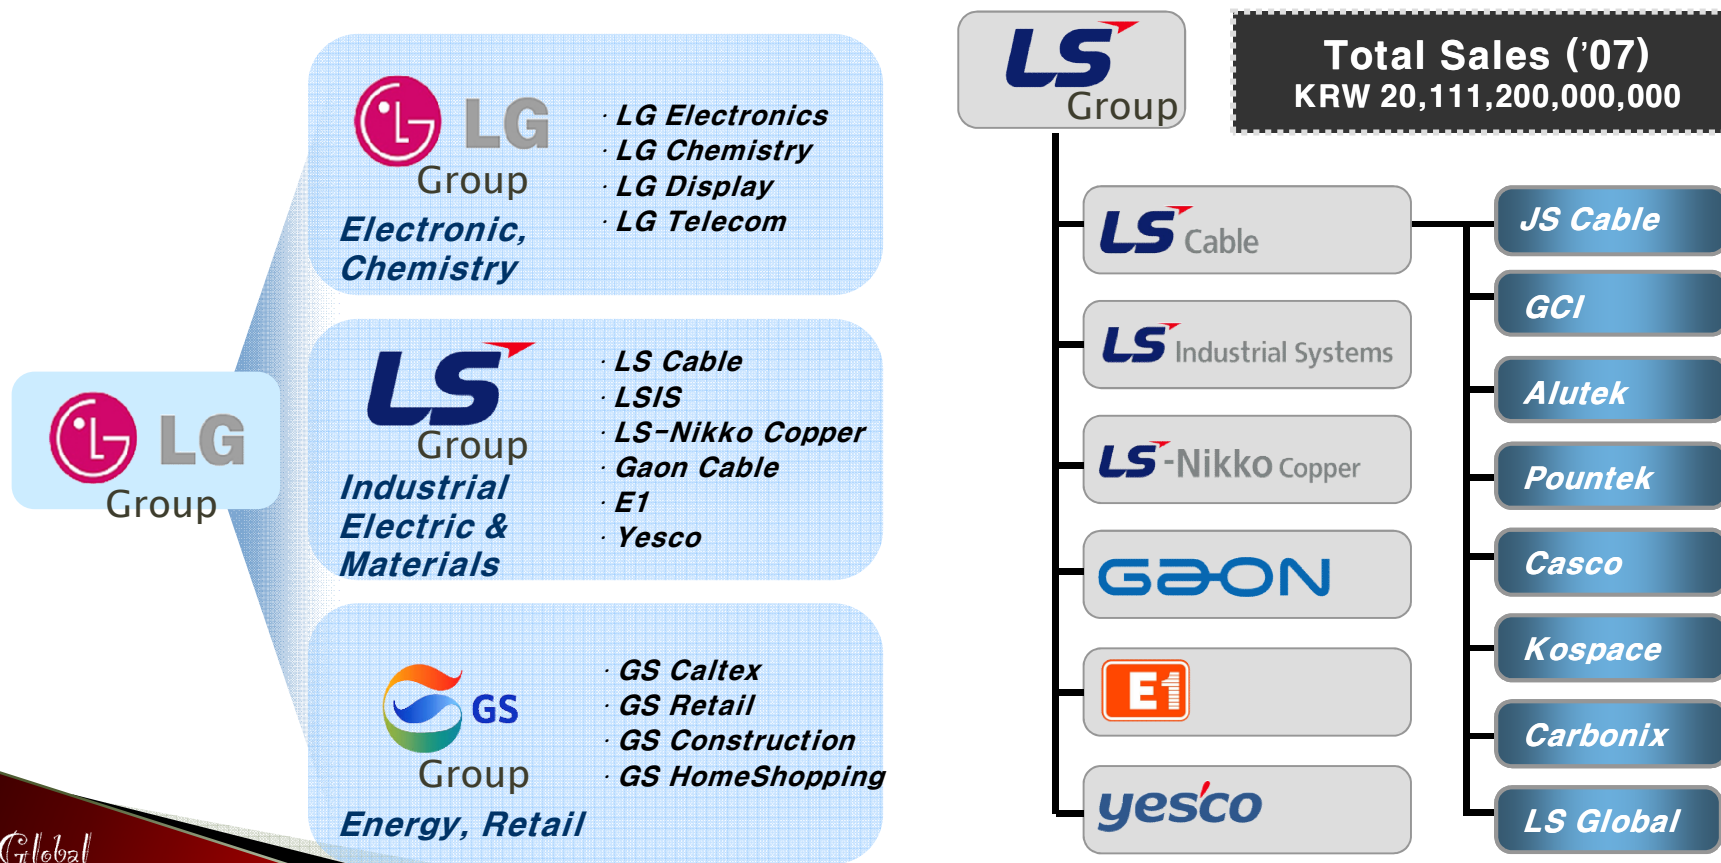 LG
Group
LG
Group
Electronic,
Chemistry
· LG Electronics
· LG Chemistry
· LG Display
· LG Telecom
LS
Group
Industrial
Electric &
Materials
· LS Cable
· LSIS
· LS-Nikko Copper
· Gaon Cable
· E1
· Yesco
GS
Group
Energy, Retail
· GS Caltex
· GS Retail
· GS Construction
· GS HomeShopping
Global
LS
Group
Total Sales ('07)
KRW 20,111,200,000,000
LS Cable
LS Industrial Systems
LS-Nikko Copper
GAON
E1
yesco
JS Cable
GCI
Alutek
Pountek
Casco
Kospace
Carbonix
LS Global